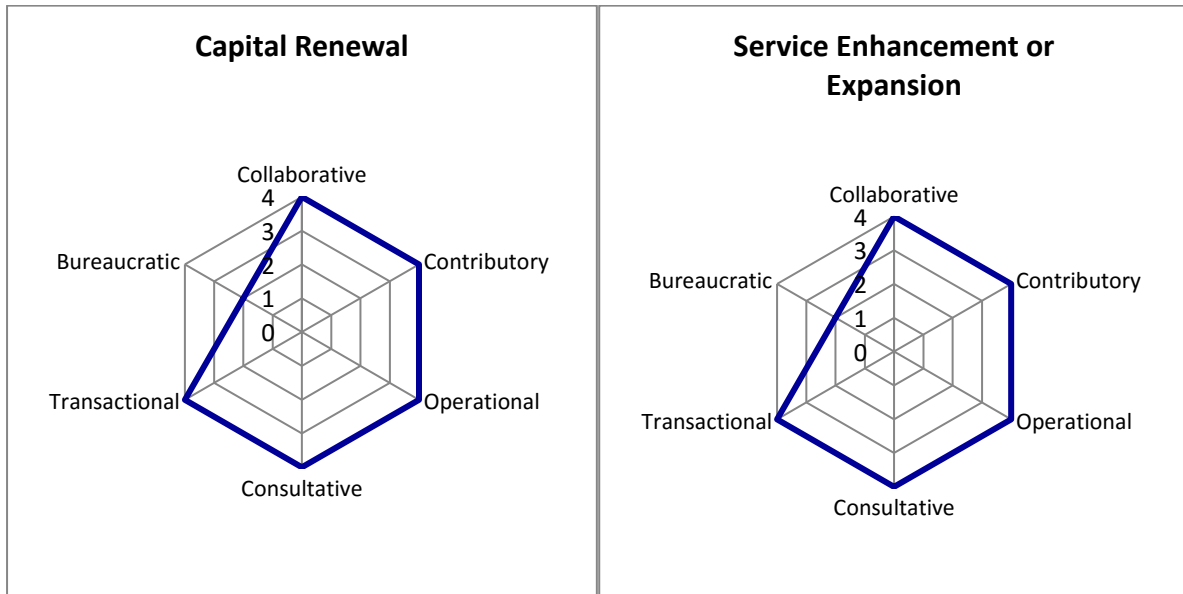 Capital Renewal
Collaborative
4
3
2
1
0
Bureaucratic
Contributory
Transactional
Operational
Consultative
Service Enhancement or
Expansion
Collaborative
4
3
2
1
0
Bureaucratic
Contributory
Transactional
Operational
Consultative